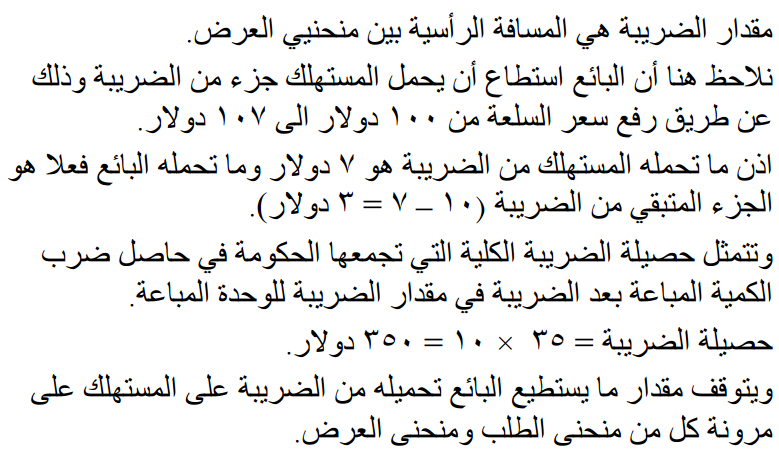 مقدار الضريبة هي المسافة الرأسية بين منحنيي العرض.
نلاحظ هنا أن البائع استطاع أن يحمل المستهلك جزء من الضريبة وذلك
عن طريق رفع سعر السلعة من ١٠٠ دولار الى ١٠٧ دولار.
اذن ما تحمله المستهلك من الضريبة هو ٧ دولار وما تحمله البائع فعلا هو
الجزء المتبقي من الضريبة (١٠ – ٧ = ٣ دولار).
وتتمثل حصيلة الضريبة الكلية التي تجمعها الحكومة في حاصل ضرب
الكمية المباعة بعد الضريبة في مقدار الضريبة للوحدة المباعة.
حصيلة الضريبة = ٣٥ × ١٠ = ٣٥٠ دولار.
ويتوقف مقدار ما يستطيع البائع تحميله من الضريبة على المستهلك على
مرونة كل من منحنى الطلب ومنحنى العرض.